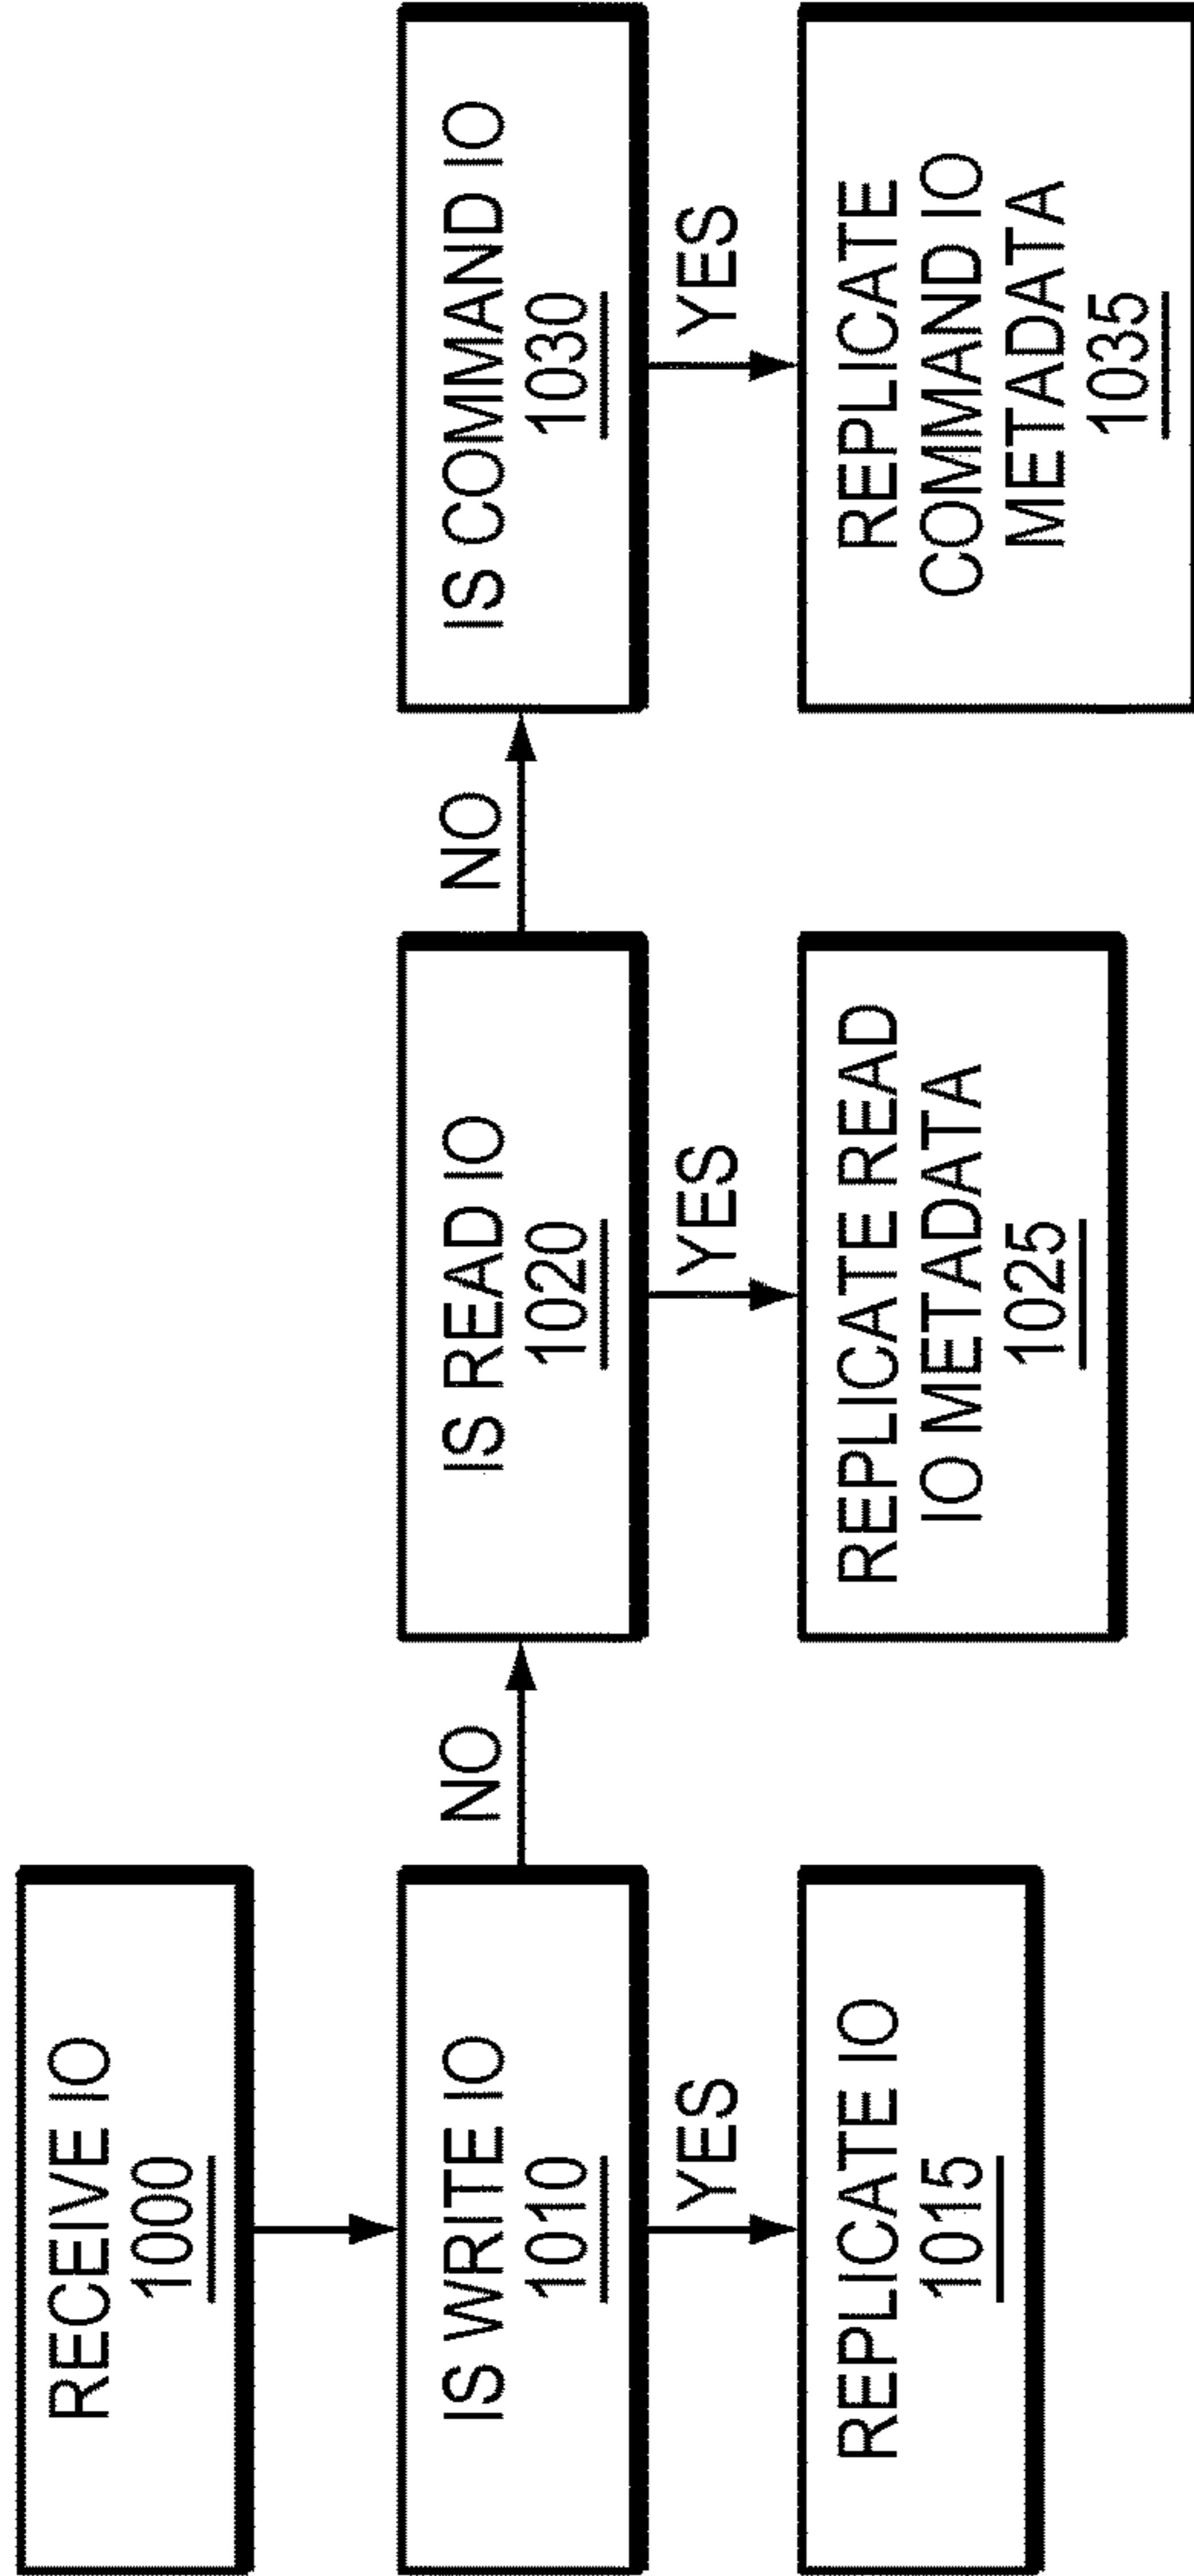 RECEIVE IO
1000
IS WRITE IO
1010
NO
IS READ IO
1020
NO
IS COMMAND IO
1030
YES
YES
YES
REPLICATE IO
1015
REPLICATE READ
IO METADATA
1025
REPLICATE
COMMAND IO
METADATA
1035